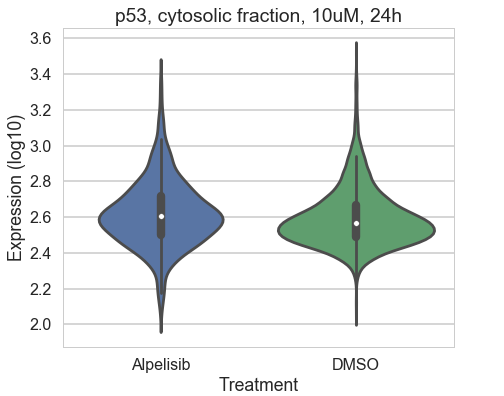 p53, cytosolic fraction, 10uM, 24h
Expression (log10)
3.6
3.4
3.2
3.0
2.8
2.6
2.4
2.2
2.0
Alpelisib
DMSO
Treatment